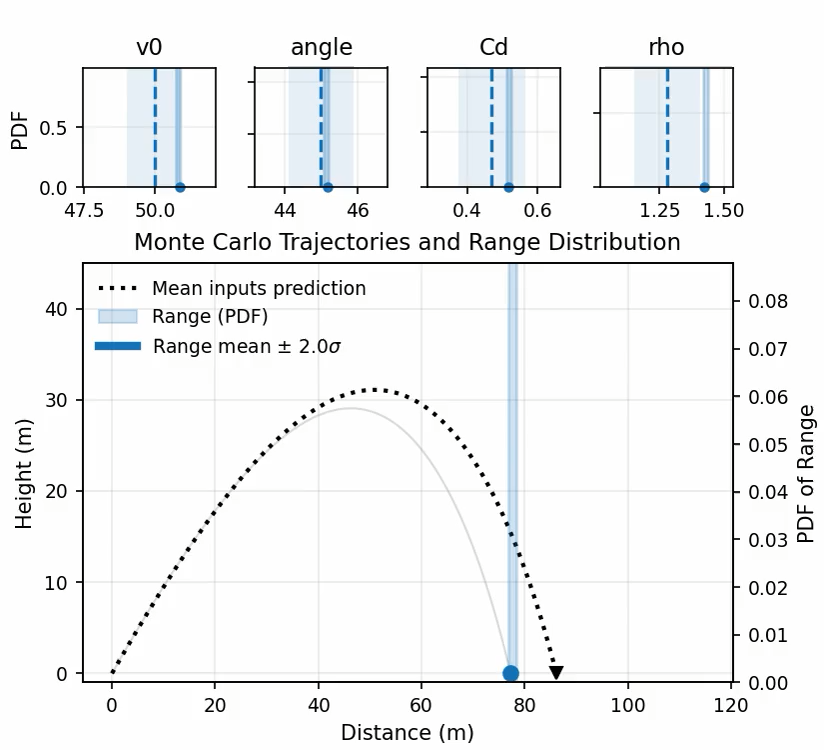 v0
angle
Cd
rho
PDF
0.5
0.0
47.5
50.0
44
46
0.4
0.6
1.25
1.50
Monte Carlo Trajectories and Range Distribution
Mean inputs prediction
Range (PDF)
Range mean ± 2.0σ
Height (m)
40
30
20
10
0
0.08
0.07
0.06
0.05
0.04
0.03
0.02
0.01
0.00
PDF of Range
0
20
40
60
80
100
120
Distance (m)